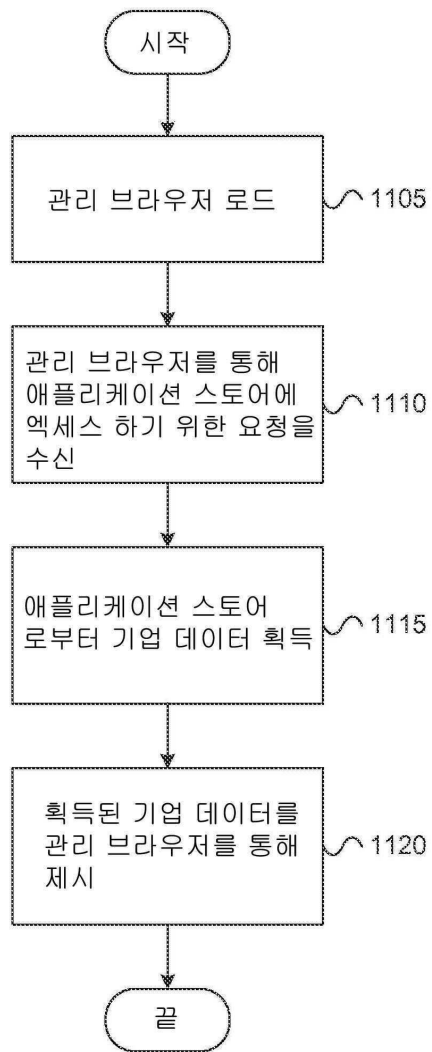 시작
관리 브라우저 로드
1105
관리 브라우저를 통해
애플리케이션 스토어에
엑세스 하기 위한 요청을
수신
1110
애플리케이션 스토어
로부터 기업 데이터 획득
1115
획득된 기업 데이터를
관리 브라우저를 통해
제시
1120
끝